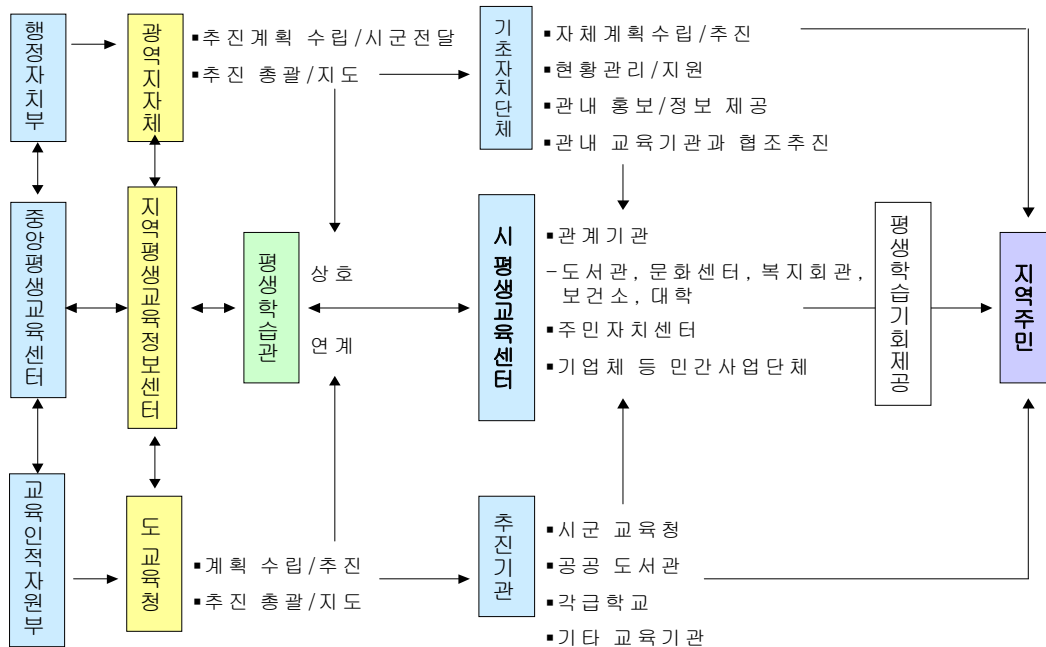 행정자치부
광역지자체
▪추진계획 수립/시군전달
▪추진 총괄/지도
기초자치단체
▪자체계획수립/추진
▪현황관리/지원
▪관내 홍보/정보 제공
▪관내 교육기관과 협조추진
중앙평생교육센터
지역평생교육정보센터
평생학습관
상호
연계
시 평생교육센터
▪관계기관
-도서관, 문화센터, 복지회관,
보건소, 대학
▪주민자치센터
▪기업체 등 민간사업단체
평생학습기회제공
지역주민
교육인적자원부
도 교육청
▪계획 수립/추진
▪추진 총괄/지도
추진기관
▪시군 교육청
▪공공 도서관
▪각급학교
▪기타 교육기관